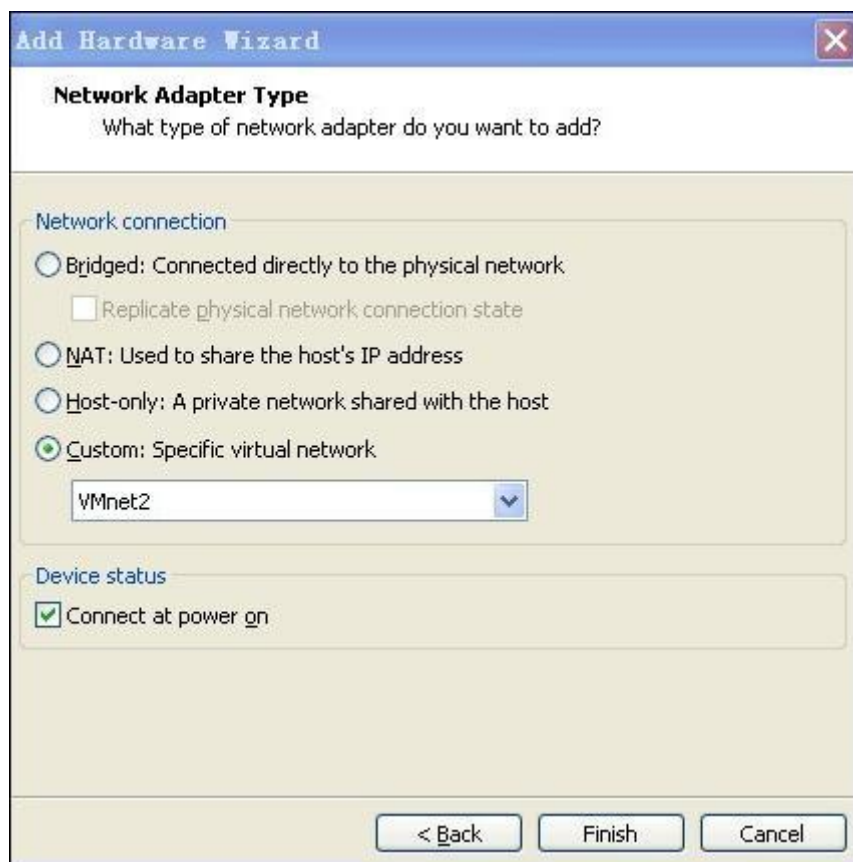 Add Hardware Wizard
Network Adapter Type
What type of network adapter do you want to add?
Network connection
Bridged: Connected directly to the physical network
Replicate physical network connection state
NAT: Used to share the host's IP address
Host-only: A private network shared with the host
Custom: Specific virtual network
VMnet2
Device status
Connect at power on
< Back Finish Cancel